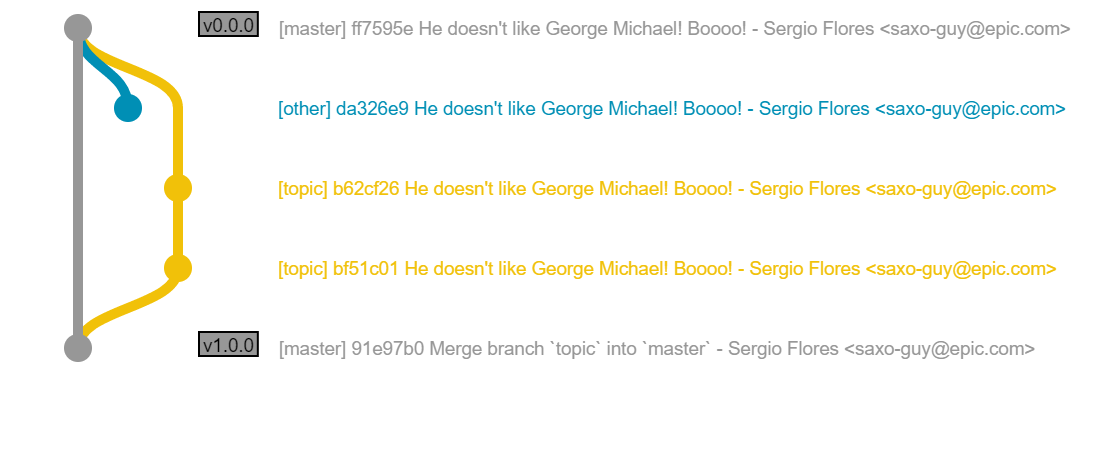 v0.0.0 [master] ff7595e He doesn't like George Michael! Boooo! - Sergio Flores <saxo-guy@epic.com>
[other] da326e9 He doesn't like George Michael! Boooo! - Sergio Flores <saxo-guy@epic.com>
[topic] b62cf26 He doesn't like George Michael! Boooo! - Sergio Flores <saxo-guy@epic.com>
[topic] bf51c01 He doesn't like George Michael! Boooo! - Sergio Flores <saxo-guy@epic.com>
v1.0.0 [master] 91e97b0 Merge branch `topic` into `master` - Sergio Flores <saxo-guy@epic.com>